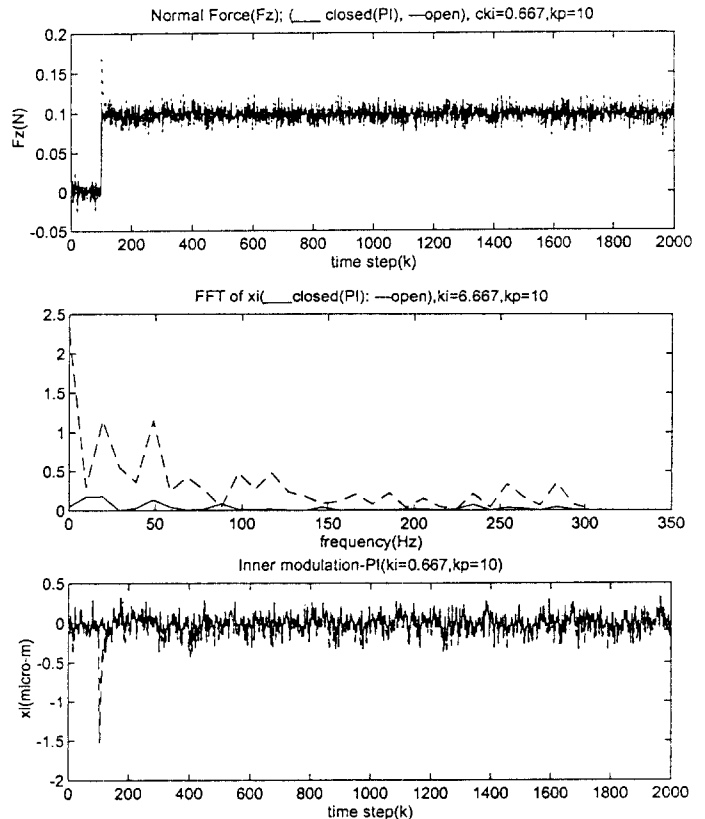 Normal Force(Fz); (___ closed(PI), ---open), cki=0.667,kp=10
0.2
0.15
0.1
0.05
0
-0.05
Fz(N)
0 200 400 600 800 1000 1200 1400 1600 1800 2000
time step(k)
FFT of xi(___closed(PI): ---open),ki=6.667,kp=10
2.5
2
1.5
1
0.5
0
0 50 100 150 200 250 300 350
frequency(Hz)
Inner modulation-PI(ki=0.667,kp=10)
0.5
0
-0.5
-1
-1.5
-2
xi(micro-m)
0 200 400 600 800 1000 1200 1400 1600 1800 2000
time step(k)